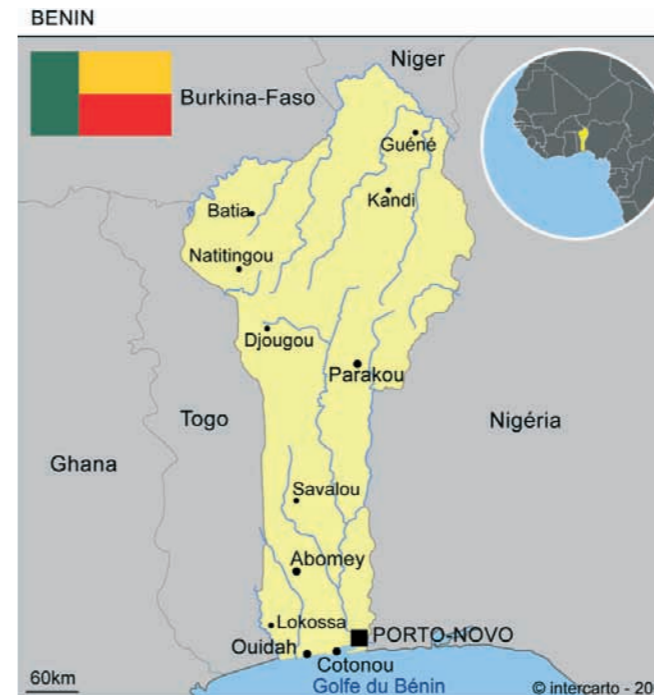 BENIN
Niger
Burkina-Faso
Guéné
Kandi
Batia
Natitingou
Djougou
Parakou
Togo
Nigéria
Ghana
Savalou
Abomey
Lokossa
PORTO-NOVO
Ouidah
Cotonou
60km
Golfe du Bénin
© intercarto - 20